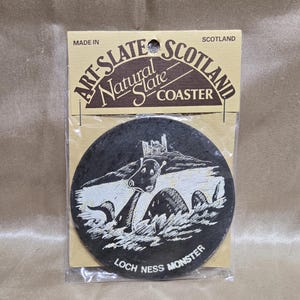 MADE IN SCOTLAND
ART-SLATE SCOTLAND
Natural
Slate
COASTER
LOCH NESS MONSTER